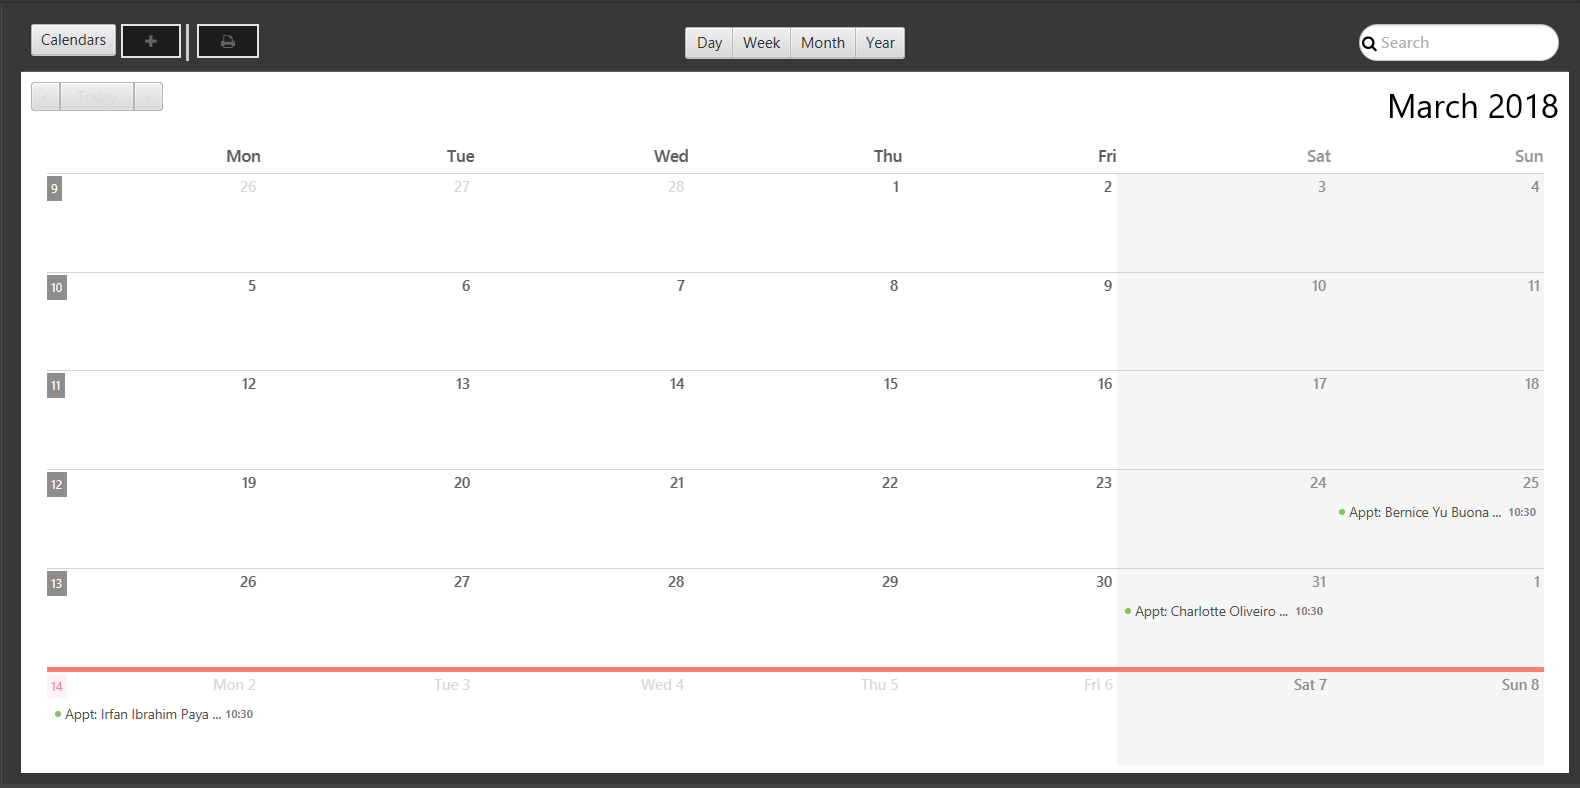 Calendars
Day Week Month Year
Search
< Today >
March 2018
Mon Tue Wed Thu Fri Sat Sun
9 26 27 28 1 2 3 4
10 5 6 7 8 9 10 11
11 12 13 14 15 16 17 18
12 19 20 21 22 23 24 25
Appt: Bernice Yu Buona ... 10:30
13 26 27 28 29 30 31 1
Appt: Charlotte Oliveiro ... 10:30
14 Mon 2 Tue 3 Wed 4 Thu 5 Fri 6 Sat 7 Sun 8
Appt: Irfan Ibrahim Paya ... 10:30